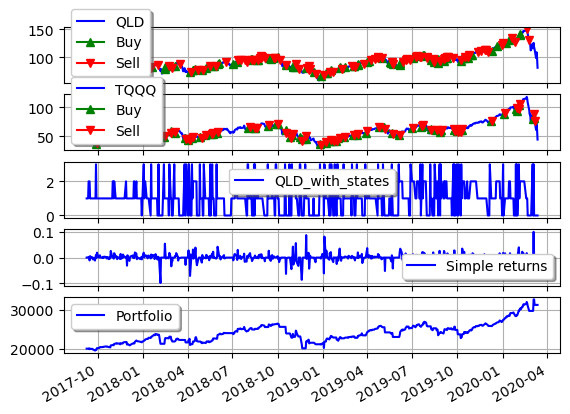 150
100
QLD
Buy
Sell
100
50
TQQQ
Buy
Sell
2
0
QLD_with_states
0.1
0.0
−0.1
Simple returns
30000
20000
Portfolio
2017-10
2018-01
2018-04
2018-07
2018-10
2019-01
2019-04
2019-07
2019-10
2020-01
2020-04